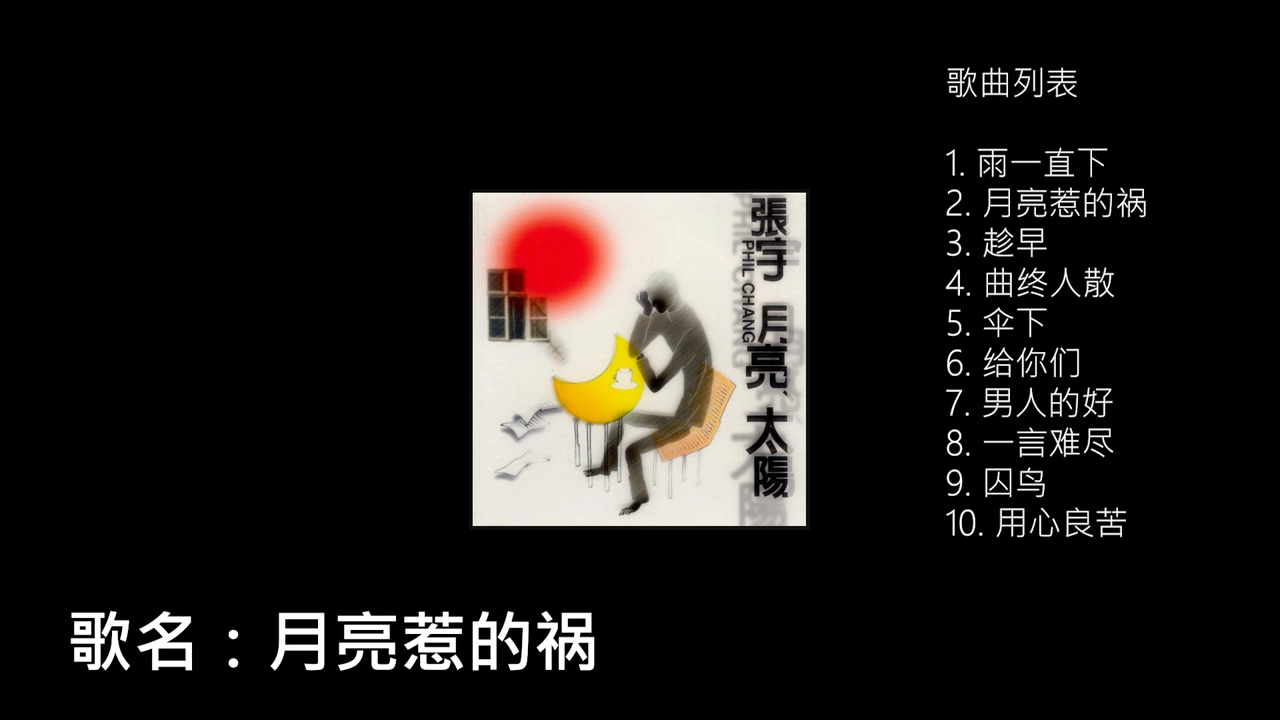 歌曲列表
1. 雨一直下
2. 月亮惹的祸
3. 趁早
4. 曲终人散
5. 伞下
6. 给你们
7. 男人的好
8. 一言难尽
9. 囚鸟
10. 用心良苦
張宇
PHIL CHANG
月亮、太陽
歌名：月亮惹的祸